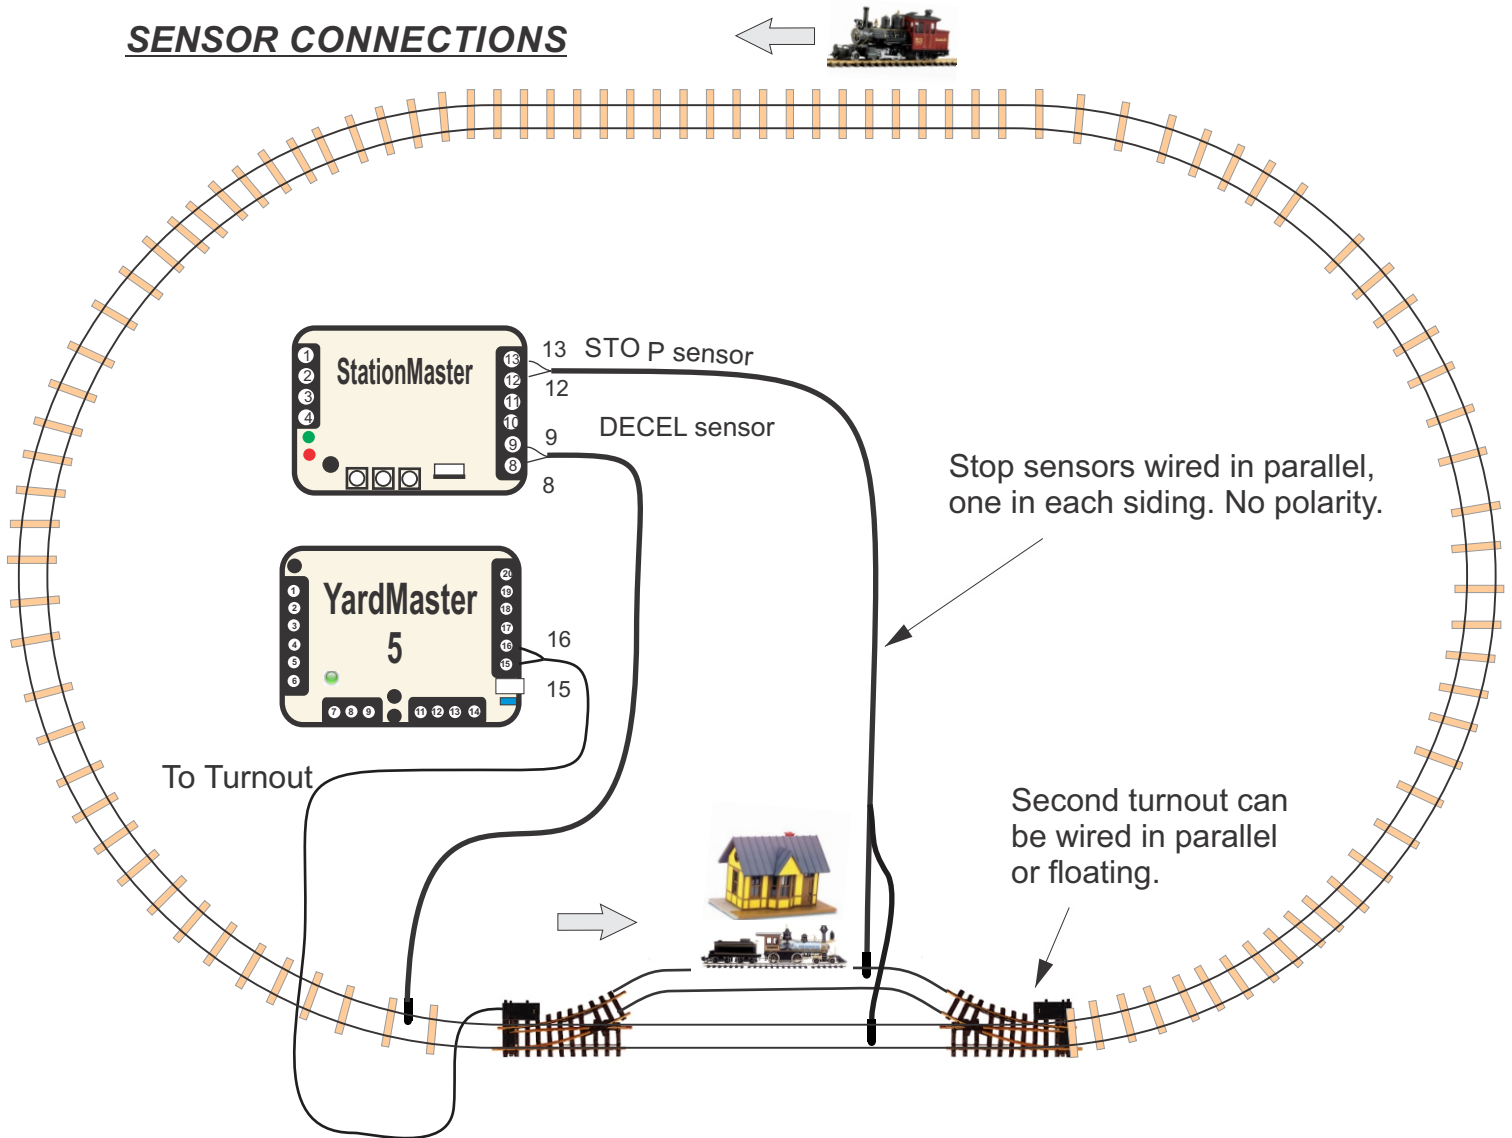 SENSOR CONNECTIONS
1
2
3
4
StationMaster
13
12
11
10
9
8
13
12
STO P sensor
9
8
DECEL sensor
Stop sensors wired in parallel,
one in each siding. No polarity.
1
2
3
4
5
6
YardMaster
5
20
19
18
17
16
15
16
15
7 8 9
11 12 13 14
To Turnout
Second turnout can
be wired in parallel
or floating.